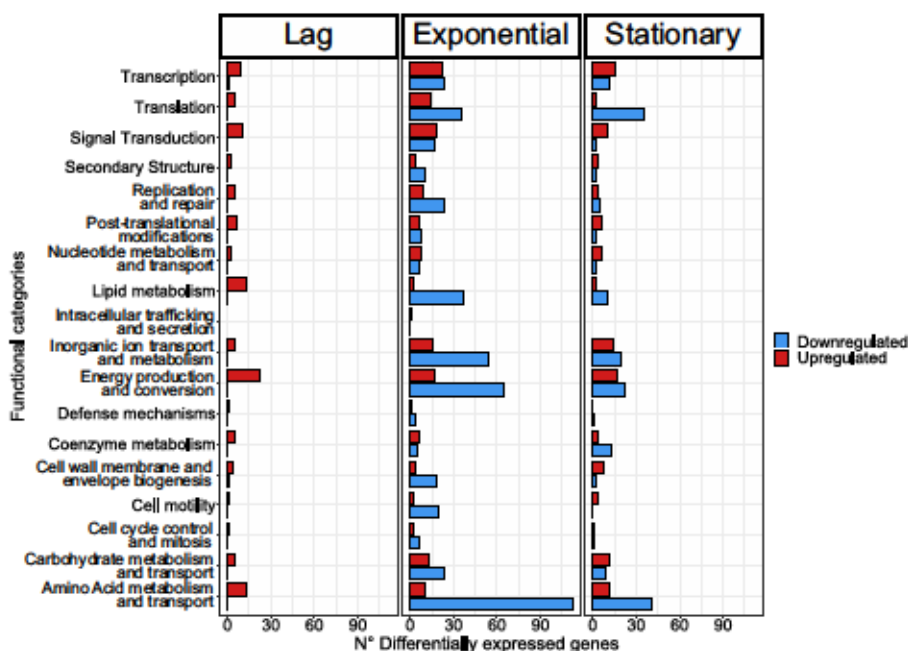 Lag
Exponential
Stationary
Transcription
Translation
Signal Transduction
Secondary Structure
Replication
and repair
Post-translational
modifications
Nucleotide metabolism
and transport
Lipid metabolism
Intracellular trafficking
and secretion
Inorganic ion transport
and metabolism
Energy production
and conversion
Defense mechanisms
Coenzyme metabolism
Cell wall membrane and
envelope biogenesis
Cell motility
Cell cycle control
and mitosis
Carbohydrate metabolism
and transport
Amino Acid metabolism
and transport
Functional categories
0 30 60 90
0 30 60 90
0 30 60 90
N° Differentially expressed genes
Downregulated
Upregulated